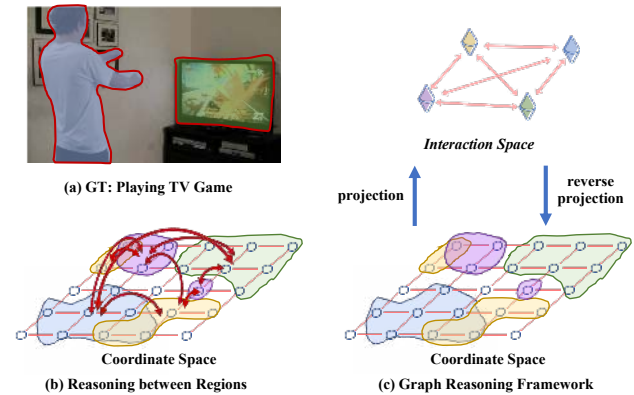 Interaction Space
(a) GT: Playing TV Game
projection
reverse
projection
Coordinate Space
Coordinate Space
(b) Reasoning between Regions
(c) Graph Reasoning Framework